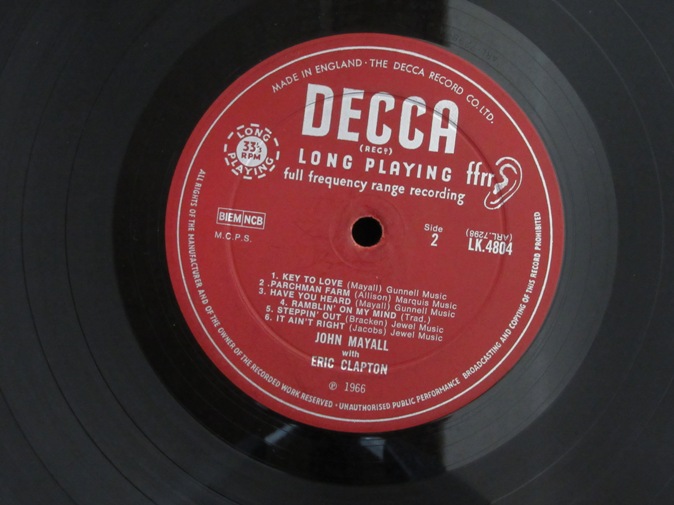 MADE IN ENGLAND · THE DECCA RECORD CO. LTD.
DECCA
(REGD)
LONG PLAYING
33⅓ RPM
LONG PLAYING ffrr
full frequency range recording
BIEM NCB
M.C.P.S.
Side
2
(ARL.7298)
LK.4804
1. KEY TO LOVE (Mayall) Gunnell Music
2 .PARCHMAN FARM (Allison) Marquis Music
3. HAVE YOU HEARD (Mayall) Gunnell Music
4. RAMBLIN' ON MY MIND (Trad.)
5. STEPPIN' OUT (Bracken) Jewel Music
6. IT AIN'T RIGHT (Jacobs) Jewel Music
JOHN MAYALL
with
ERIC CLAPTON
℗ 1966
ALL RIGHTS OF THE MANUFACTURER AND OF THE OWNER OF THE RECORDED WORK RESERVED · UNAUTHORISED PUBLIC PERFORMANCE BROADCASTING AND COPYING OF THIS RECORD PROHIBITED